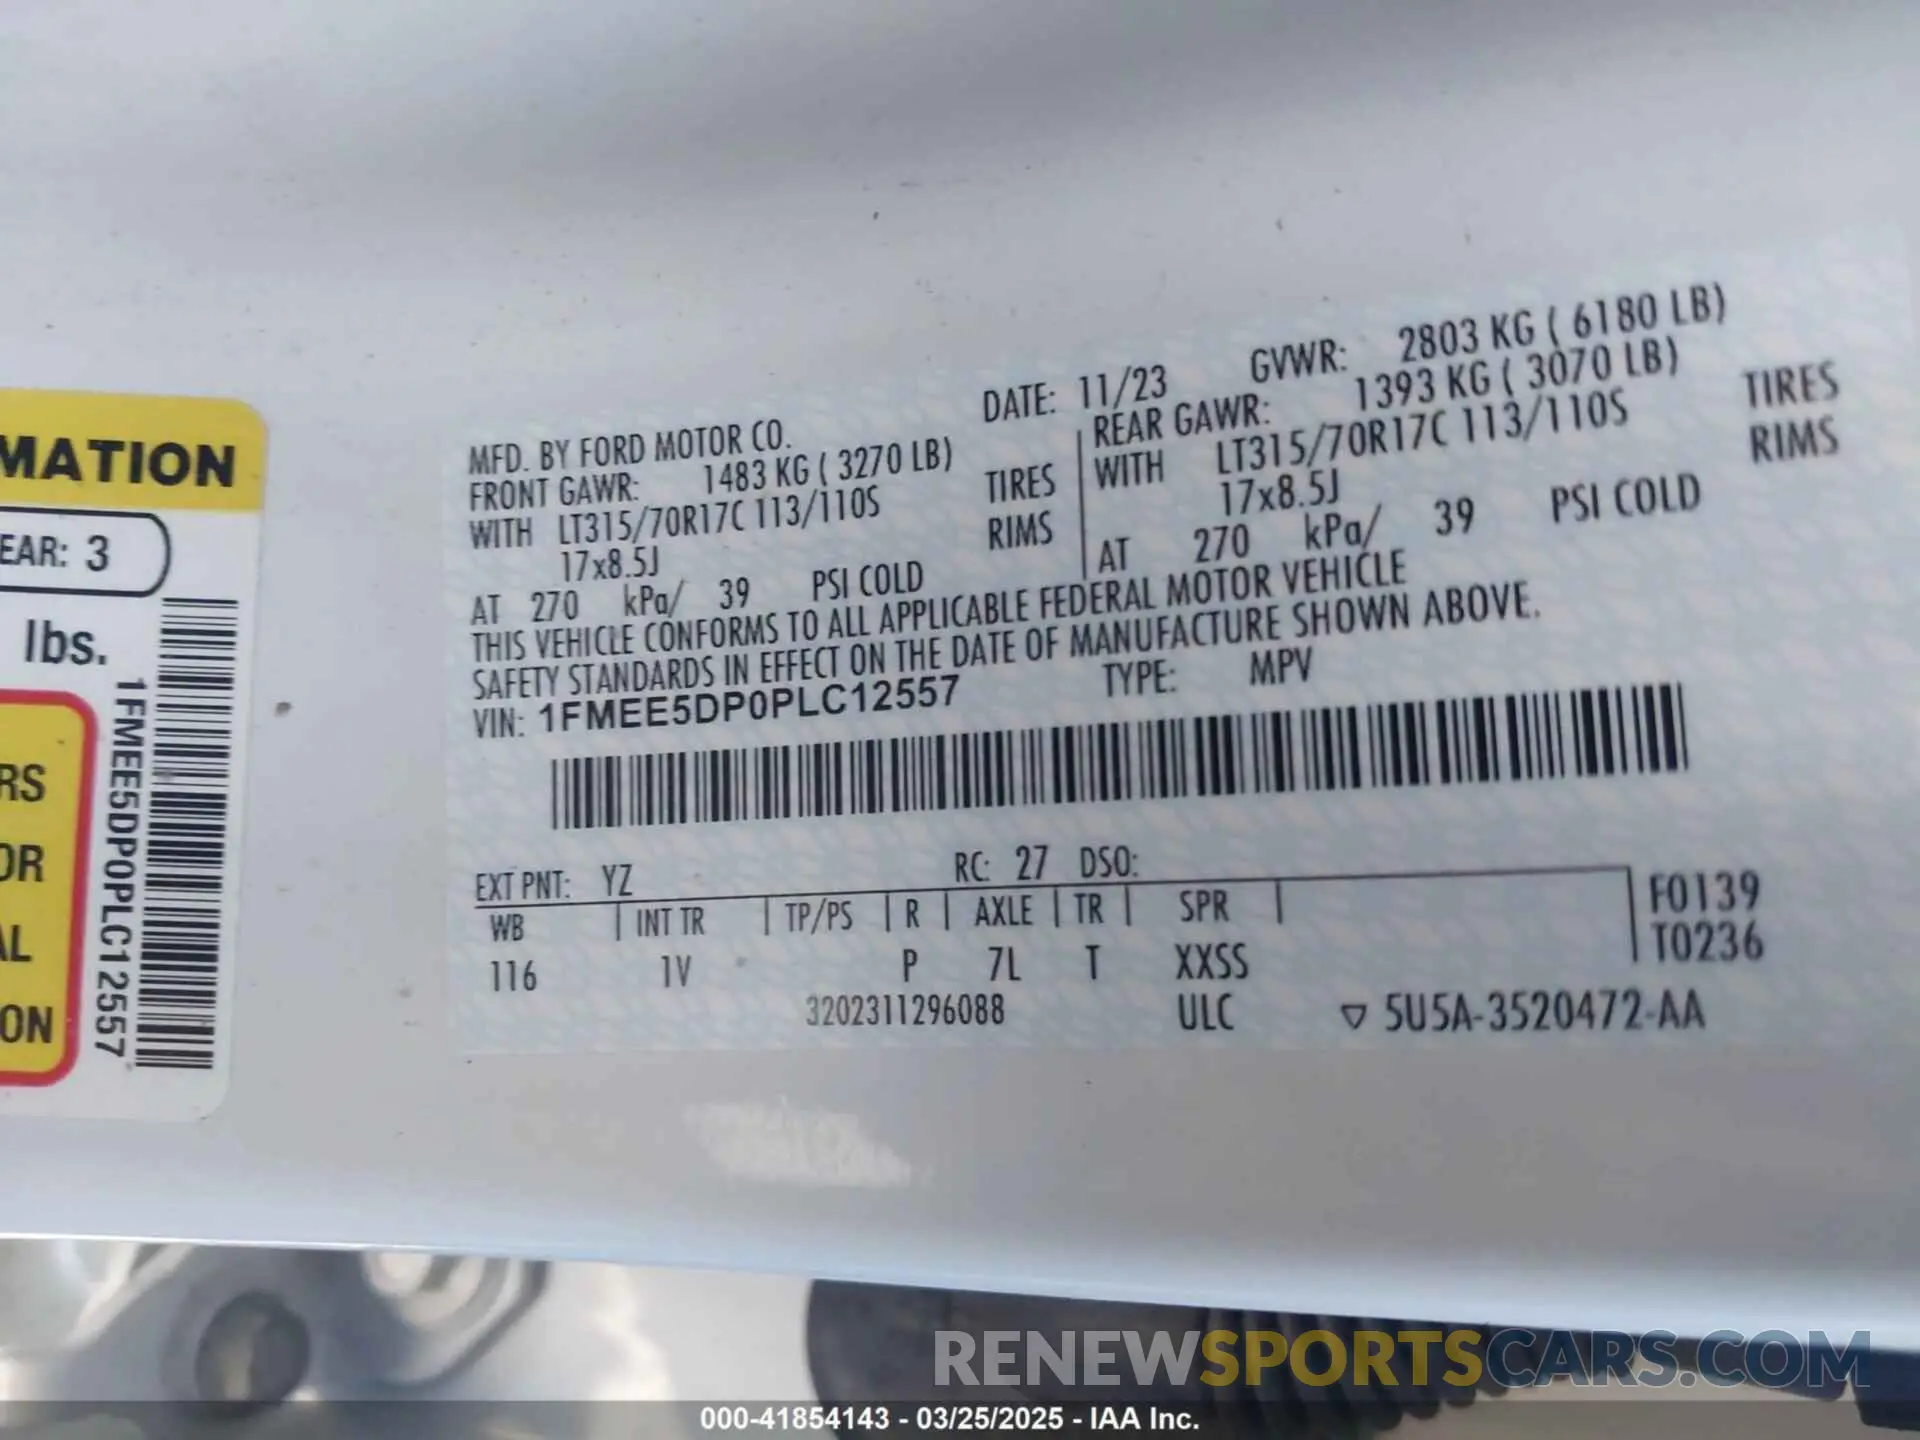 MATION
EAR: 3
lbs.
RS
OR
AL
ON
1FMEE5DP0PLC12557
MFD. BY FORD MOTOR CO.
DATE: 11/23
GVWR: 2803 KG ( 6180 LB)
FRONT GAWR: 1483 KG ( 3270 LB)
REAR GAWR: 1393 KG ( 3070 LB)
WITH LT315/70R17C 113/110S TIRES
WITH LT315/70R17C 113/110S TIRES
17x8.5J RIMS
17x8.5J RIMS
AT 270 kPa/ 39 PSI COLD
AT 270 kPa/ 39 PSI COLD
THIS VEHICLE CONFORMS TO ALL APPLICABLE FEDERAL MOTOR VEHICLE
SAFETY STANDARDS IN EFFECT ON THE DATE OF MANUFACTURE SHOWN ABOVE.
VIN: 1FMEE5DP0PLC12557 TYPE: MPV
EXT PNT: YZ RC: 27 DSO:
WB INT TR TP/PS R AXLE TR SPR F0139
116 1V P 7L T XXSS T0236
3202311296088 ULC ▽ 5U5A-3520472-AA
RENEWSPORTSCARS.COM
000-41854143 - 03/25/2025 - IAA Inc.